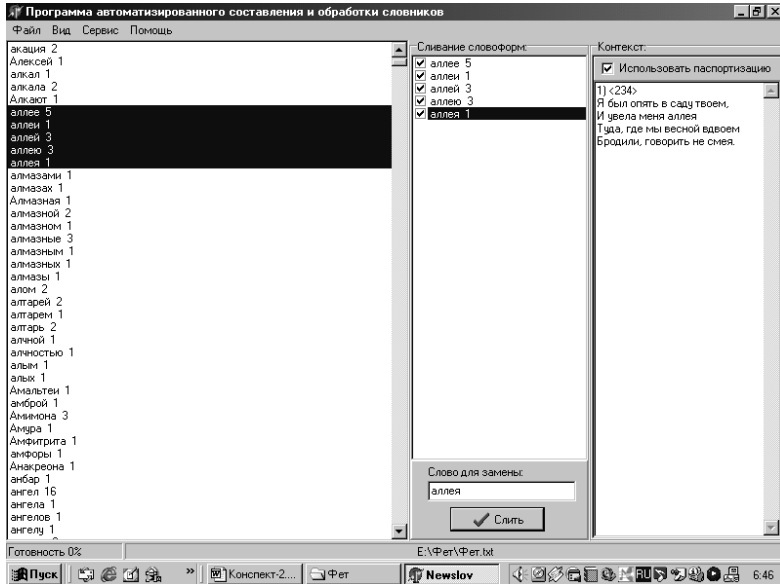 Программа автоматизированного составления и обработки словников
Файл Вид Сервис Помощь
акация 2
Алексей 1
алкал 1
алкала 2
Алкают 1
аллее 5
аллеи 1
аллей 3
аллею 3
аллея 1
алмазами 1
алмазах 1
Алмазная 1
алмазной 2
алмазном 1
алмазные 3
алмазным 1
алмазных 1
алмазы 1
алом 2
алтарей 2
алтарем 1
алтарь 2
алчной 1
алчностью 1
алым 1
алых 1
Амальтеи 1
амброй 1
Амимона 3
Амура 1
Амфитрита 1
амфоры 1
Анакреона 1
анбар 1
ангел 16
ангела 1
ангелов 1
ангелу 1
Сливание словоформ:
аллее 5
аллеи 1
аллей 3
аллею 3
аллея 1
Слово для замены:
аллея
Слить
Контекст:
Использовать паспортизацию
1) <234>
Я был опять в саду твоем,
И увела меня аллея
Туда, где мы весной вдвоем
Бродили, говорить не смея.
Готовность 0%
E:\Фет\Фет.txt
Пуск
»
Конспект-2....
Фет
Newslov
RU
6:46